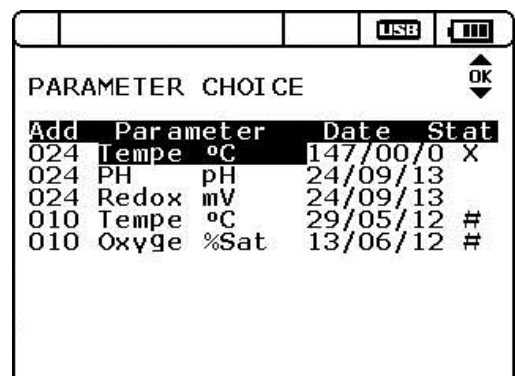 USB
OK
PARAMETER CHOICE
Add Parameter Date Stat
024 Tempe ºC 147/00/0 X
024 PH pH 24/09/13
024 Redox mV 24/09/13
010 Tempe ºC 29/05/12 #
010 Oxyge %Sat 13/06/12 #